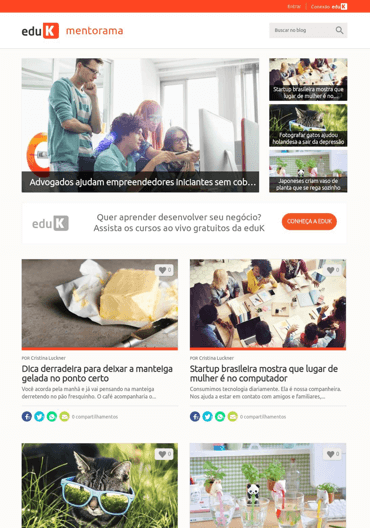 Entrar | Conheça eduK
eduK mentorama
Buscar no blog
Startup brasileira mostra que
lugar de mulher é no...
Fotografar gatos ajudou
holandesa a sair da depressão
Japoneses criam vaso de
planta que se rega sozinho
Advogados ajudam empreendedores iniciantes sem cob...
eduK
Quer aprender desenvolver seu negócio?
Assista os cursos ao vivo gratuitos da eduK
CONHEÇA A EDUK
0
POR Cristina Luckner
Dica derradeira para deixar a manteiga
gelada no ponto certo
Você acorda pela manhã e já vai pensando na manteiga
derretendo no pão fresquinho. O café acompanharia o...
0 compartilhamentos
0
POR Cristina Luckner
Startup brasileira mostra que lugar de
mulher é no computador
Consumimos tecnologia diariamente. Ela é nossa companheira.
Nos ajuda a estar em contato com amigos e familiares,...
0 compartilhamentos
0
0